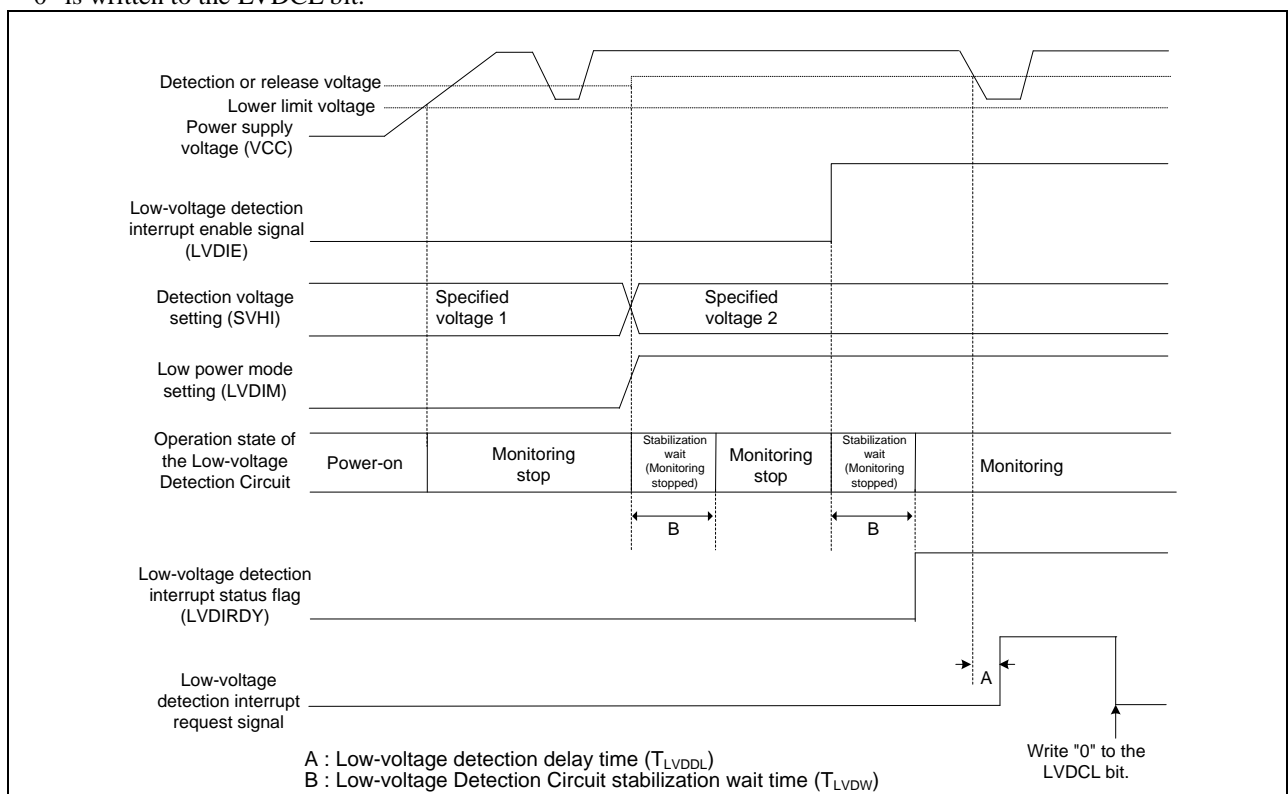 0" is written to the LVDCL bit.
Detection or release voltage
Lower limit voltage
Power supply
voltage (VCC)
Low-voltage detection
interrupt enable signal
(LVDIE)
Detection voltage
setting (SVHI)
Specified
voltage 1
Specified
voltage 2
Low power mode
setting (LVDIM)
Operation state of
the Low-voltage
Detection Circuit
Power-on
Monitoring
stop
Stabilization
wait
(Monitoring
stopped)
Monitoring
stop
Stabilization
wait
(Monitoring
stopped)
Monitoring
B
B
Low-voltage detection
interrupt status flag
(LVDIRDY)
A
Low-voltage
detection interrupt
request signal
Write "0" to the
LVDCL bit.
A : Low-voltage detection delay time (TLVDDL)
B : Low-voltage Detection Circuit stabilization wait time (TLVDW)